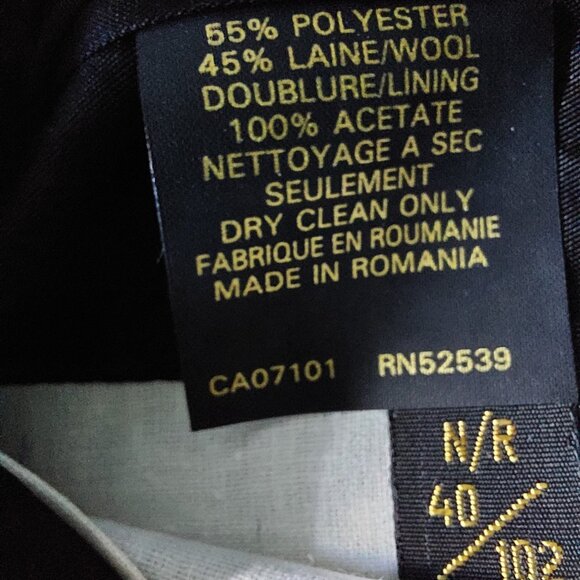 55% POLYESTER
45% LAINE/WOOL
DOUBLURE/LINING
100% ACETATE
NETTOYAGE A SEC
SEULEMENT
DRY CLEAN ONLY
FABRIQUE EN ROUMANIE
MADE IN ROMANIA
CA07101 RN52539
N/R
40/102